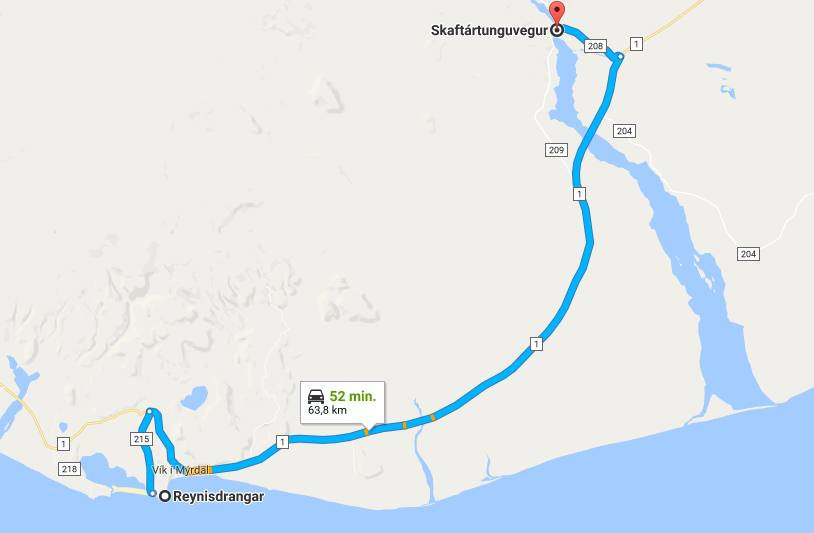 Skaftártunguvegur
208
1
204
209
1
204
1
52 min.
63,8 km
215
1
1
218
Vík í Mýrdal
Reynisdrangar